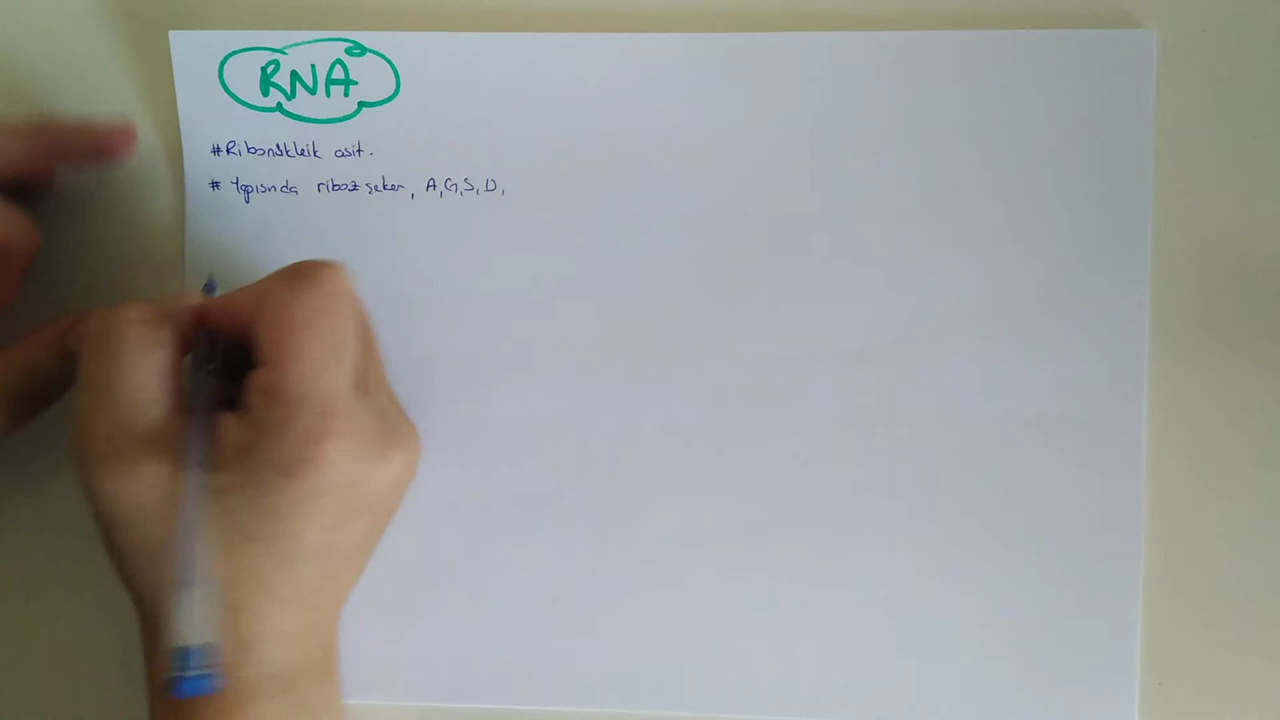 RNA
#Ribonükleik asit.
# Yapısında riboz şeker, A,G,S,D,